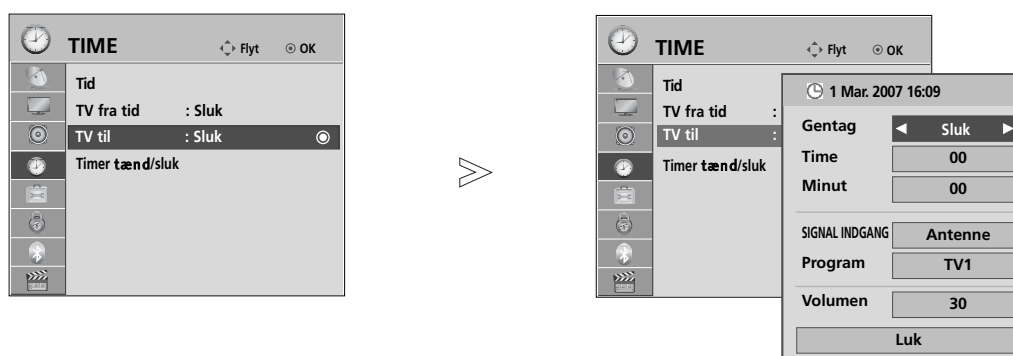 TIME Flyt OK
Tid
TV fra tid : Sluk
TV til : Sluk
Timer tænd/sluk
TIME Flyt OK
Tid
TV fra tid :
TV til :
Timer tænd/sluk
1 Mar. 2007 16:09
Gentag Sluk
Time 00
Minut 00
SIGNAL INDGANG Antenne
Program TV1
Volumen 30
Luk